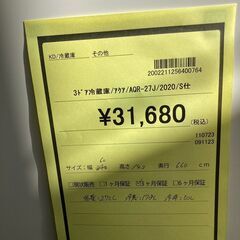 KD/冷蔵庫 その他
2002211256400764
3ドア冷蔵庫/アクア/AQR-27J/2020/S仕
¥31,680(税込)
110723
091123
サイズ:幅 高さ 奥行 660 cm
□現状販売 □1ヶ月保証 □3ヶ月保証 □6ヶ月保証